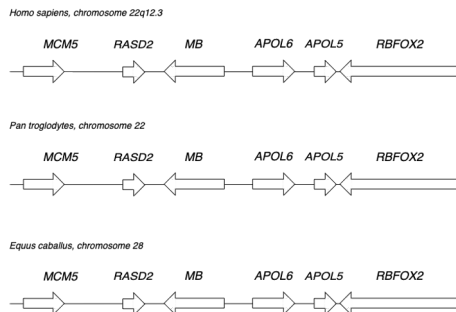 Homo sapiens, chromosome 22q12.3
MCM5 RASD2 MB APOL6 APOL5 RBFOX2
Pan troglodytes, chromosome 22
MCM5 RASD2 MB APOL6 APOL5 RBFOX2
Equus caballus, chromosome 28
MCM5 RASD2 MB APOL6 APOL5 RBFOX2